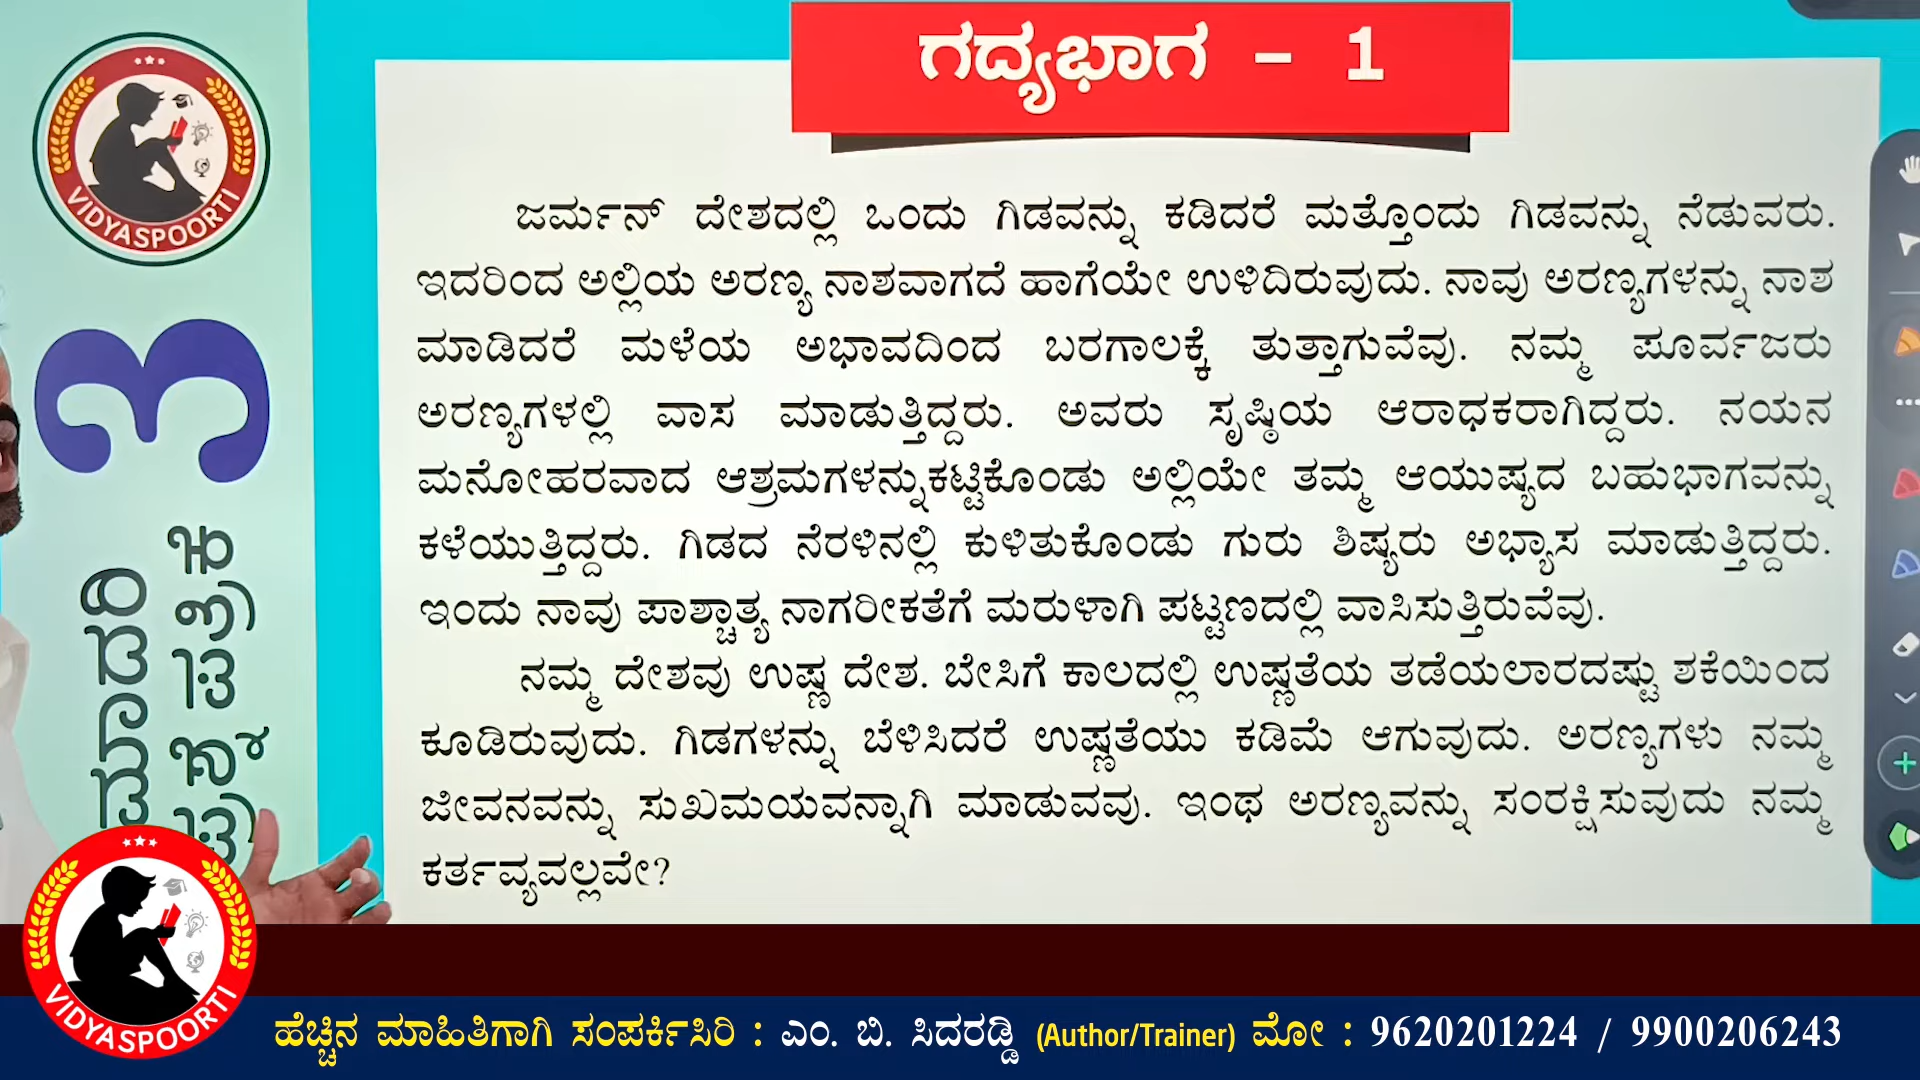 ಗದ್ಯಭಾಗ - 1
VIDYASPOORTI
3
ಮಾದರಿ
ಪ್ರಶ್ನ ಪತ್ರಿಕೆ
ಜರ್ಮನ್ ದೇಶದಲ್ಲಿ ಒಂದು ಗಿಡವನ್ನು ಕಡಿದರೆ ಮತ್ತೊಂದು ಗಿಡವನ್ನು ನೆಡುವರು.
ಇದರಿಂದ ಅಲ್ಲಿಯ ಅರಣ್ಯ ನಾಶವಾಗದೆ ಹಾಗೆಯೇ ಉಳಿದಿರುವುದು. ನಾವು ಅರಣ್ಯಗಳನ್ನು ನಾಶ
ಮಾಡಿದರೆ ಮಳೆಯ ಅಭಾವದಿಂದ ಬರಗಾಲಕ್ಕೆ ತುತ್ತಾಗುವೆವು. ನಮ್ಮ ಪೂರ್ವಜರು
ಅರಣ್ಯಗಳಲ್ಲಿ ವಾಸ ಮಾಡುತ್ತಿದ್ದರು. ಅವರು ಸೃಷ್ಠಿಯ ಆರಾಧಕರಾಗಿದ್ದರು. ನಯನ
ಮನೋಹರವಾದ ಆಶ್ರಮಗಳನ್ನುಕಟ್ಟಿಕೊಂಡು ಅಲ್ಲಿಯೇ ತಮ್ಮ ಆಯುಷ್ಯದ ಬಹುಭಾಗವನ್ನು
ಕಳೆಯುತ್ತಿದ್ದರು. ಗಿಡದ ನೆರಳಿನಲ್ಲಿ ಕುಳಿತುಕೊಂಡು ಗುರು ಶಿಷ್ಯರು ಅಭ್ಯಾಸ ಮಾಡುತ್ತಿದ್ದರು.
ಇಂದು ನಾವು ಪಾಶ್ಚಾತ್ಯ ನಾಗರೀಕತೆಗೆ ಮರುಳಾಗಿ ಪಟ್ಟಣದಲ್ಲಿ ವಾಸಿಸುತ್ತಿರುವೆವು.
ನಮ್ಮ ದೇಶವು ಉಷ್ಣ ದೇಶ. ಬೇಸಿಗೆ ಕಾಲದಲ್ಲಿ ಉಷ್ಣತೆಯ ತಡೆಯಲಾರದಷ್ಟು ಶಕೆಯಿಂದ
ಕೂಡಿರುವುದು. ಗಿಡಗಳನ್ನು ಬೆಳಿಸಿದರೆ ಉಷ್ಣತೆಯು ಕಡಿಮೆ ಆಗುವುದು. ಅರಣ್ಯಗಳು ನಮ್ಮ
ಜೀವನವನ್ನು ಸುಖಮಯವನ್ನಾಗಿ ಮಾಡುವವು. ಇಂಥ ಅರಣ್ಯವನ್ನು ಸಂರಕ್ಷಿಸುವುದು ನಮ್ಮ
ಕರ್ತವ್ಯವಲ್ಲವೇ?
VIDYASPOORTI
ಹೆಚ್ಚಿನ ಮಾಹಿತಿಗಾಗಿ ಸಂಪರ್ಕಿಸಿರಿ : ಎಂ. ಬಿ. ಸಿದರಡ್ಡಿ (Author/Trainer) ಮೋ : 9620201224 / 9900206243